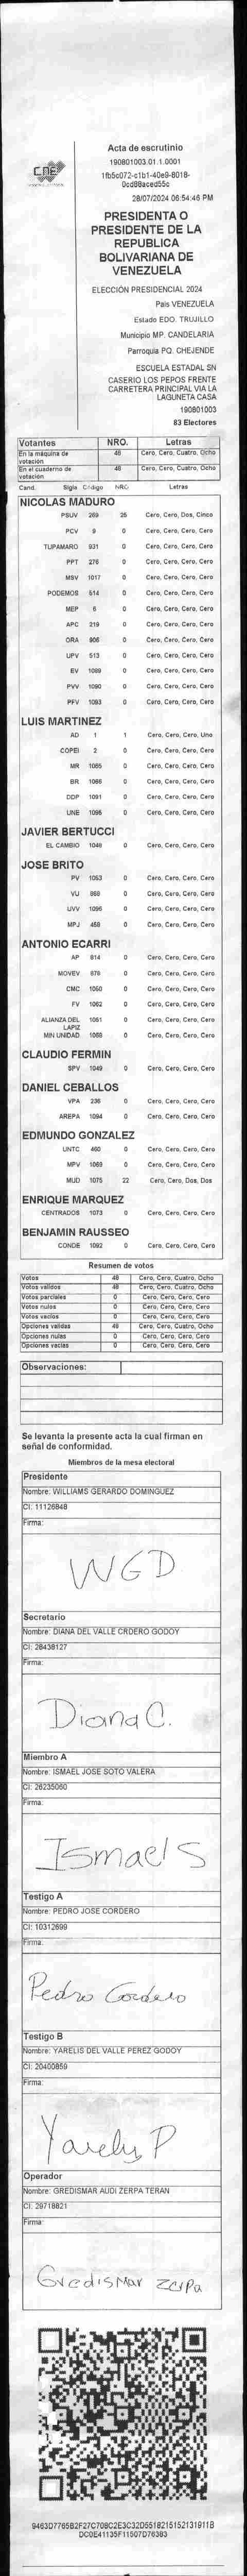 CNE
Acta de escrutinio
190801003.01.1.0001
1fb5c072-c1b1-40e9-8018-
0cd88aced55c
28/07/2024 06:54:46 PM
PRESIDENTA O
PRESIDENTE DE LA
REPUBLICA
BOLIVARIANA DE
VENEZUELA
ELECCIÓN PRESIDENCIAL 2024
País VENEZUELA
Estado EDO. TRUJILLO
Municipio MP. CANDELARIA
Parroquia PQ. CHEJENDE
ESCUELA ESTATAL SN
CASERIO LOS PEPOS FRENTE
CARRETERA PRINCIPAL VIA LA
LAGUNETA CASA
190801003
83 Electores
Votantes NRO. Letras
En la máquina de votación 48 Cero, Cero, Cuatro, Ocho
En el cuaderno de votación 48 Cero, Cero, Cuatro, Ocho
Cand. Sigla Código NRO. Letras
NICOLAS MADURO
PSUV 269 25 Cero, Cero, Dos, Cinco
PCV 9 0 Cero, Cero, Cero, Cero
TUPAMARO 931 0 Cero, Cero, Cero, Cero
PPT 276 0 Cero, Cero, Cero, Cero
MSV 1017 0 Cero, Cero, Cero, Cero
PODEMOS 514 0 Cero, Cero, Cero, Cero
MEP 6 0 Cero, Cero, Cero, Cero
APC 219 0 Cero, Cero, Cero, Cero
ORA 906 0 Cero, Cero, Cero, Cero
UPV 513 0 Cero, Cero, Cero, Cero
EV 1089 0 Cero, Cero, Cero, Cero
PVV 1090 0 Cero, Cero, Cero, Cero
PFV 1093 0 Cero, Cero, Cero, Cero
LUIS MARTINEZ
AD 1 1 Cero, Cero, Cero, Uno
COPEI 2 0 Cero, Cero, Cero, Cero
MR 1085 0 Cero, Cero, Cero, Cero
BR 1086 0 Cero, Cero, Cero, Cero
DDP 1091 0 Cero, Cero, Cero, Cero
UNE 1095 0 Cero, Cero, Cero, Cero
JAVIER BERTUCCI
EL CAMBIO 1048 0 Cero, Cero, Cero, Cero
JOSE BRITO
PV 1053 0 Cero, Cero, Cero, Cero
VU 868 0 Cero, Cero, Cero, Cero
UVV 1096 0 Cero, Cero, Cero, Cero
MPJ 458 0 Cero, Cero, Cero, Cero
ANTONIO ECARRI
AP 814 0 Cero, Cero, Cero, Cero
MOVEV 879 0 Cero, Cero, Cero, Cero
CMC 1050 0 Cero, Cero, Cero, Cero
FV 1062 0 Cero, Cero, Cero, Cero
ALIANZA DEL LAPIZ 1051 0 Cero, Cero, Cero, Cero
MIN UNIDAD 1068 0 Cero, Cero, Cero, Cero
CLAUDIO FERMIN
SPV 1049 0 Cero, Cero, Cero, Cero
DANIEL CEBALLOS
VPA 236 0 Cero, Cero, Cero, Cero
AREPA 1094 0 Cero, Cero, Cero, Cero
EDMUNDO GONZALEZ
UNTC 460 0 Cero, Cero, Cero, Cero
MPV 1069 0 Cero, Cero, Cero, Cero
MUD 1075 22 Cero, Cero, Dos, Dos
ENRIQUE MARQUEZ
CENTRADOS 1073 0 Cero, Cero, Cero, Cero
BENJAMIN RAUSSEO
CONDE 1092 0 Cero, Cero, Cero, Cero
Resumen de votos
Votos 48 Cero, Cero, Cuatro, Ocho
Votos validos 48 Cero, Cero, Cuatro, Ocho
Votos parciales 0 Cero, Cero, Cero, Cero
Votos nulos 0 Cero, Cero, Cero, Cero
Votos vacíos 0 Cero, Cero, Cero, Cero
Opciones validas 48 Cero, Cero, Cuatro, Ocho
Opciones nulas 0 Cero, Cero, Cero, Cero
Opciones vacías 0 Cero, Cero, Cero, Cero
Observaciones:
Se levanta la presente acta la cual firman en
señal de conformidad.
Miembros de la mesa electoral
Presidente
Nombre: WILLIAMS GERARDO DOMINGUEZ
CI: 11126848
Firma:
WGD
Secretario
Nombre: DIANA DEL VALLE CRDERO GODOY
CI: 28438127
Firma:
Diana C.
Miembro A
Nombre: ISMAEL JOSE SOTO VALERA
CI: 26235060
Firma:
Ismael S
Testigo A
Nombre: PEDRO JOSE CORDERO
CI: 10312699
Firma:
Pedro Cordero
Testigo B
Nombre: YARELIS DEL VALLE PEREZ GODOY
CI: 20400859
Firma:
Yarelys P
Operador
Nombre: GREDISMAR AUDI ZERPA TERAN
CI: 29718821
Firma:
Gredismar Zerpa
9463D7765B2F27C708C2E3C32D551821515213191 1B
DC0E41135F11507D76393